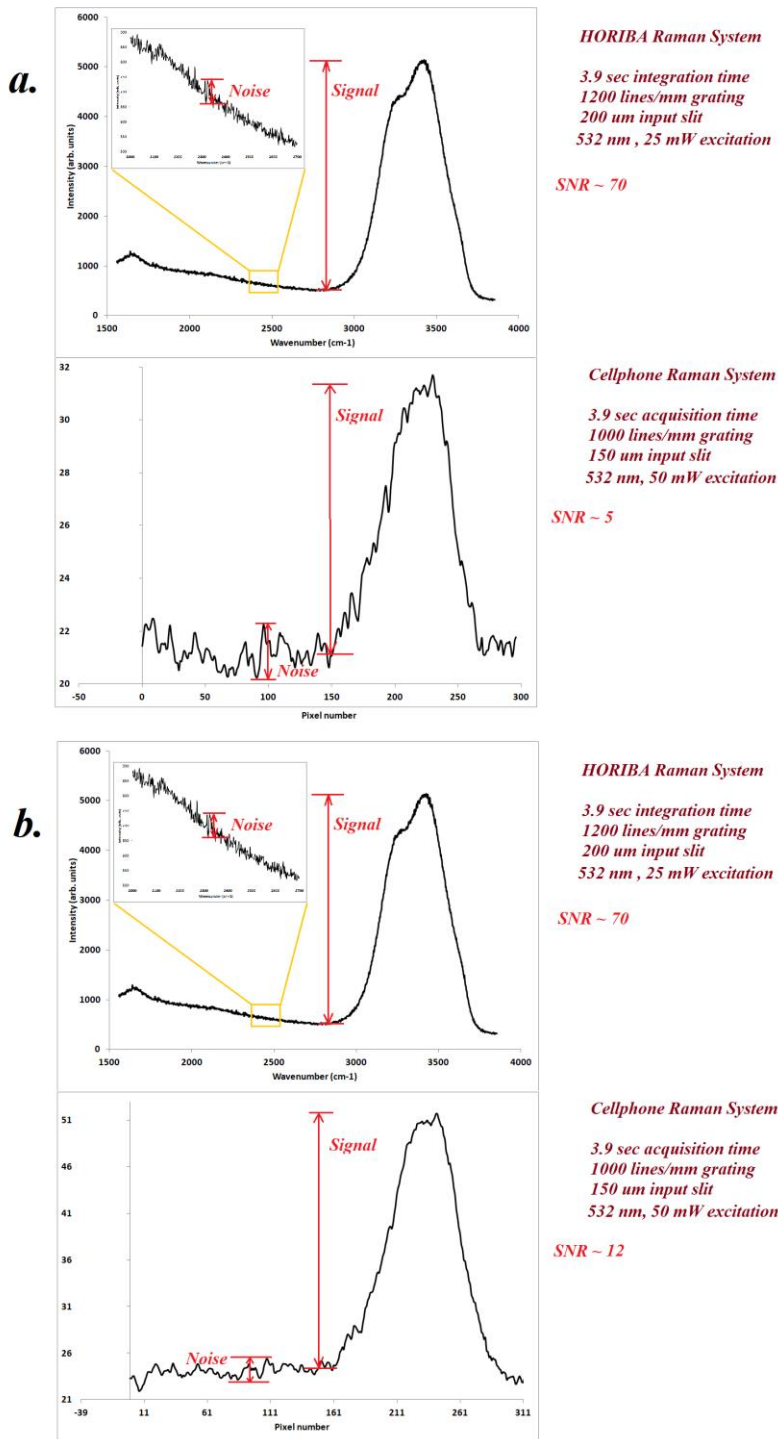 a.
6000
5000
4000
3000
2000
1000
0
Intensity (arb. units)
1500 2000 2500 3000 3500 4000
Wavenumber (cm-1)
Noise
Signal
HORIBA Raman System
3.9 sec integration time
1200 lines/mm grating
200 um input slit
532 nm , 25 mW excitation
SNR ~ 70
32
30
28
26
24
22
20
-50 0 50 100 150 200 250 300
Pixel number
Signal
Noise
Cellphone Raman System
3.9 sec acquisition time
1000 lines/mm grating
150 um input slit
532 nm, 50 mW excitation
SNR ~ 5
b.
6000
5000
4000
3000
2000
1000
0
Intensity (arb. units)
1500 2000 2500 3000 3500 4000
Wavenumber (cm-1)
Noise
Signal
HORIBA Raman System
3.9 sec integration time
1200 lines/mm grating
200 um input slit
532 nm , 25 mW excitation
SNR ~ 70
51
46
41
36
31
26
21
-39 11 61 111 161 211 261 311
Pixel number
Signal
Noise
Cellphone Raman System
3.9 sec acquisition time
1000 lines/mm grating
150 um input slit
532 nm, 50 mW excitation
SNR ~ 12